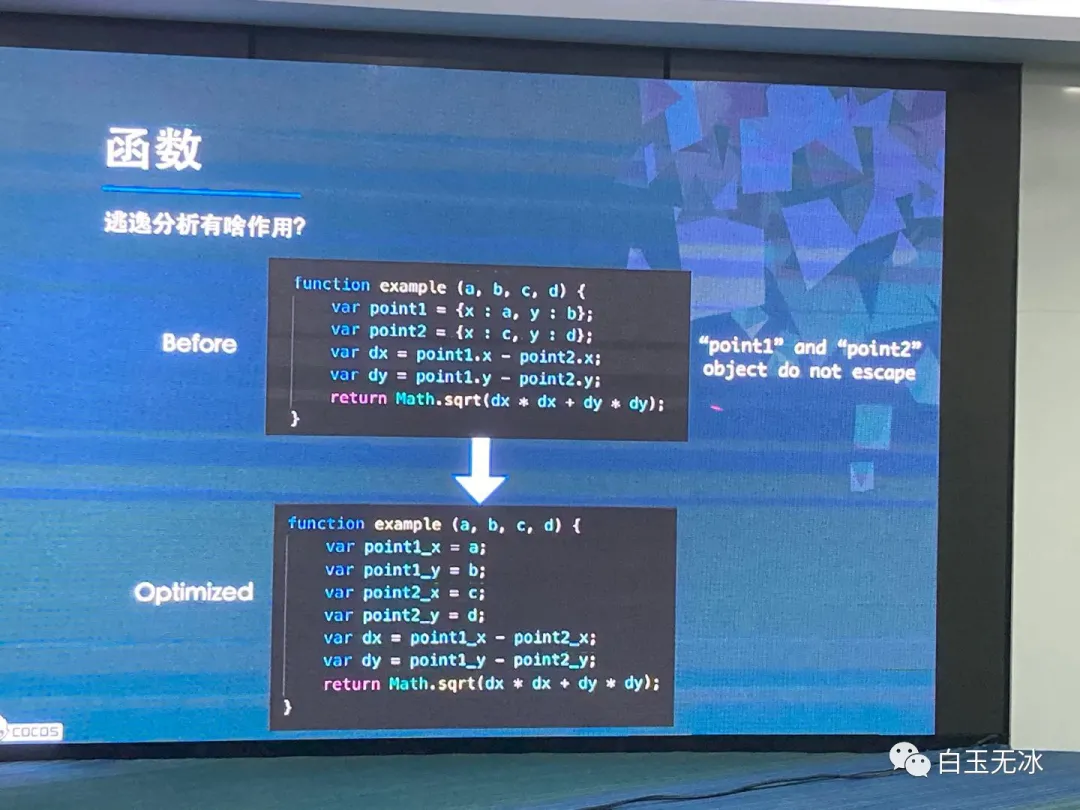 函数
逃逸分析有啥作用?
Before
function example (a, b, c, d) {
var point1 = {x : a, y : b};
var point2 = {x : c, y : d};
var dx = point1.x - point2.x;
var dy = point1.y - point2.y;
return Math.sqrt(dx * dx + dy * dy);
}
“point1” and “point2”
object do not escape
Optimized
function example (a, b, c, d) {
var point1_x = a;
var point1_y = b;
var point2_x = c;
var point2_y = d;
var dx = point1_x - point2_x;
var dy = point1_y - point2_y;
return Math.sqrt(dx * dx + dy * dy);
}
COCOS
白玉无冰